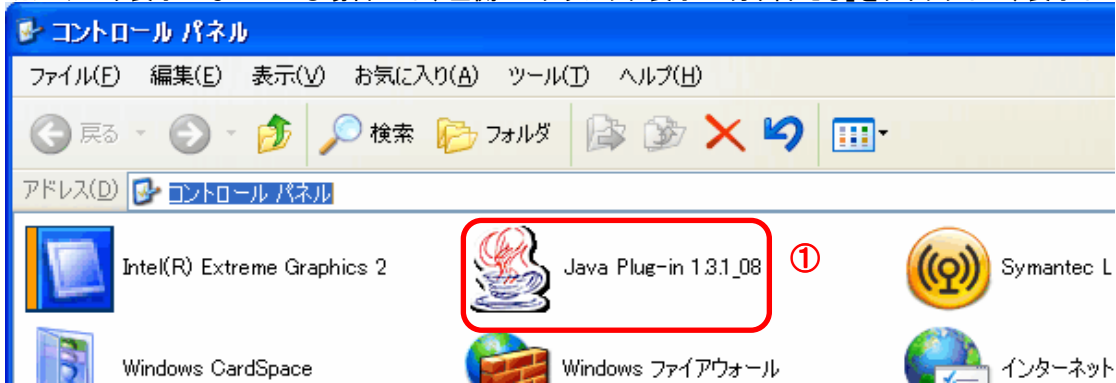 コントロール パネル
ファイル(F) 編集(E) 表示(V) お気に入り(A) ツール(T) ヘルプ(H)
戻る 検索 フォルダ
アドレス(D) コントロール パネル
Intel(R) Extreme Graphics 2 Java Plug-in 1.3.1_08 ① Symantec L
Windows CardSpace Windows ファイアウォール インターネット